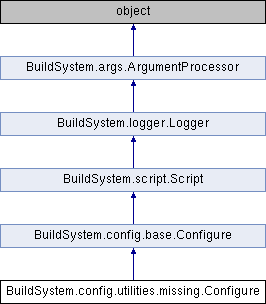 object
BuildSystem.args.ArgumentProcessor
BuildSystem.logger.Logger
BuildSystem.script.Script
BuildSystem.config.base.Configure
BuildSystem.config.utilities.missing.Configure